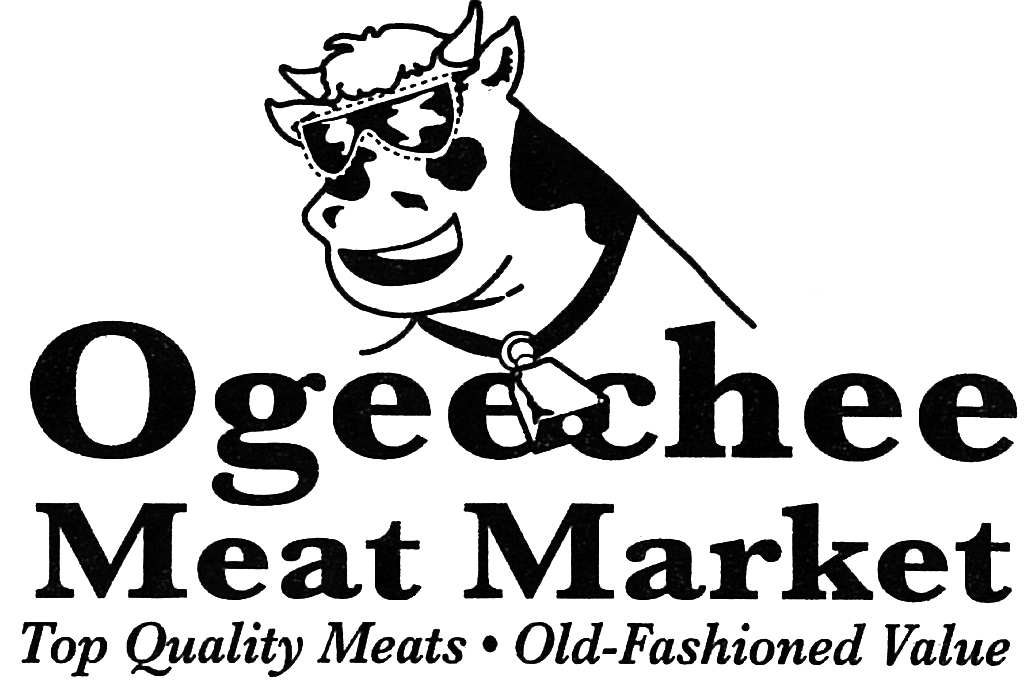 Ogeechee
Meat Market
Top Quality Meats • Old-Fashioned Value